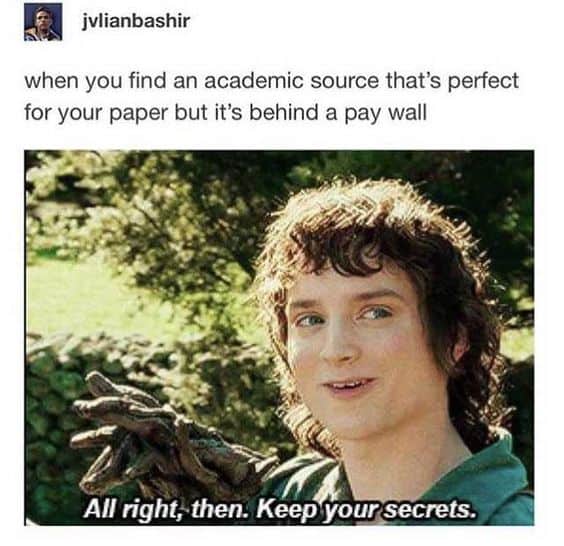 jvlianbashir
when you find an academic source that's perfect
for your paper but it's behind a pay wall
All right, then. Keep your secrets.